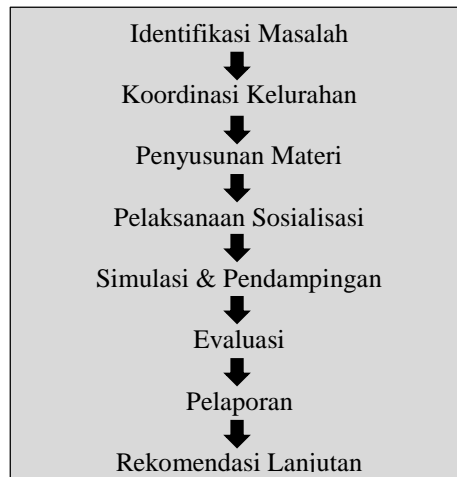 Identifikasi Masalah
Koordinasi Kelurahan
Penyusunan Materi
Pelaksanaan Sosialisasi
Simulasi & Pendampingan
Evaluasi
Pelaporan
Rekomendasi Lanjutan